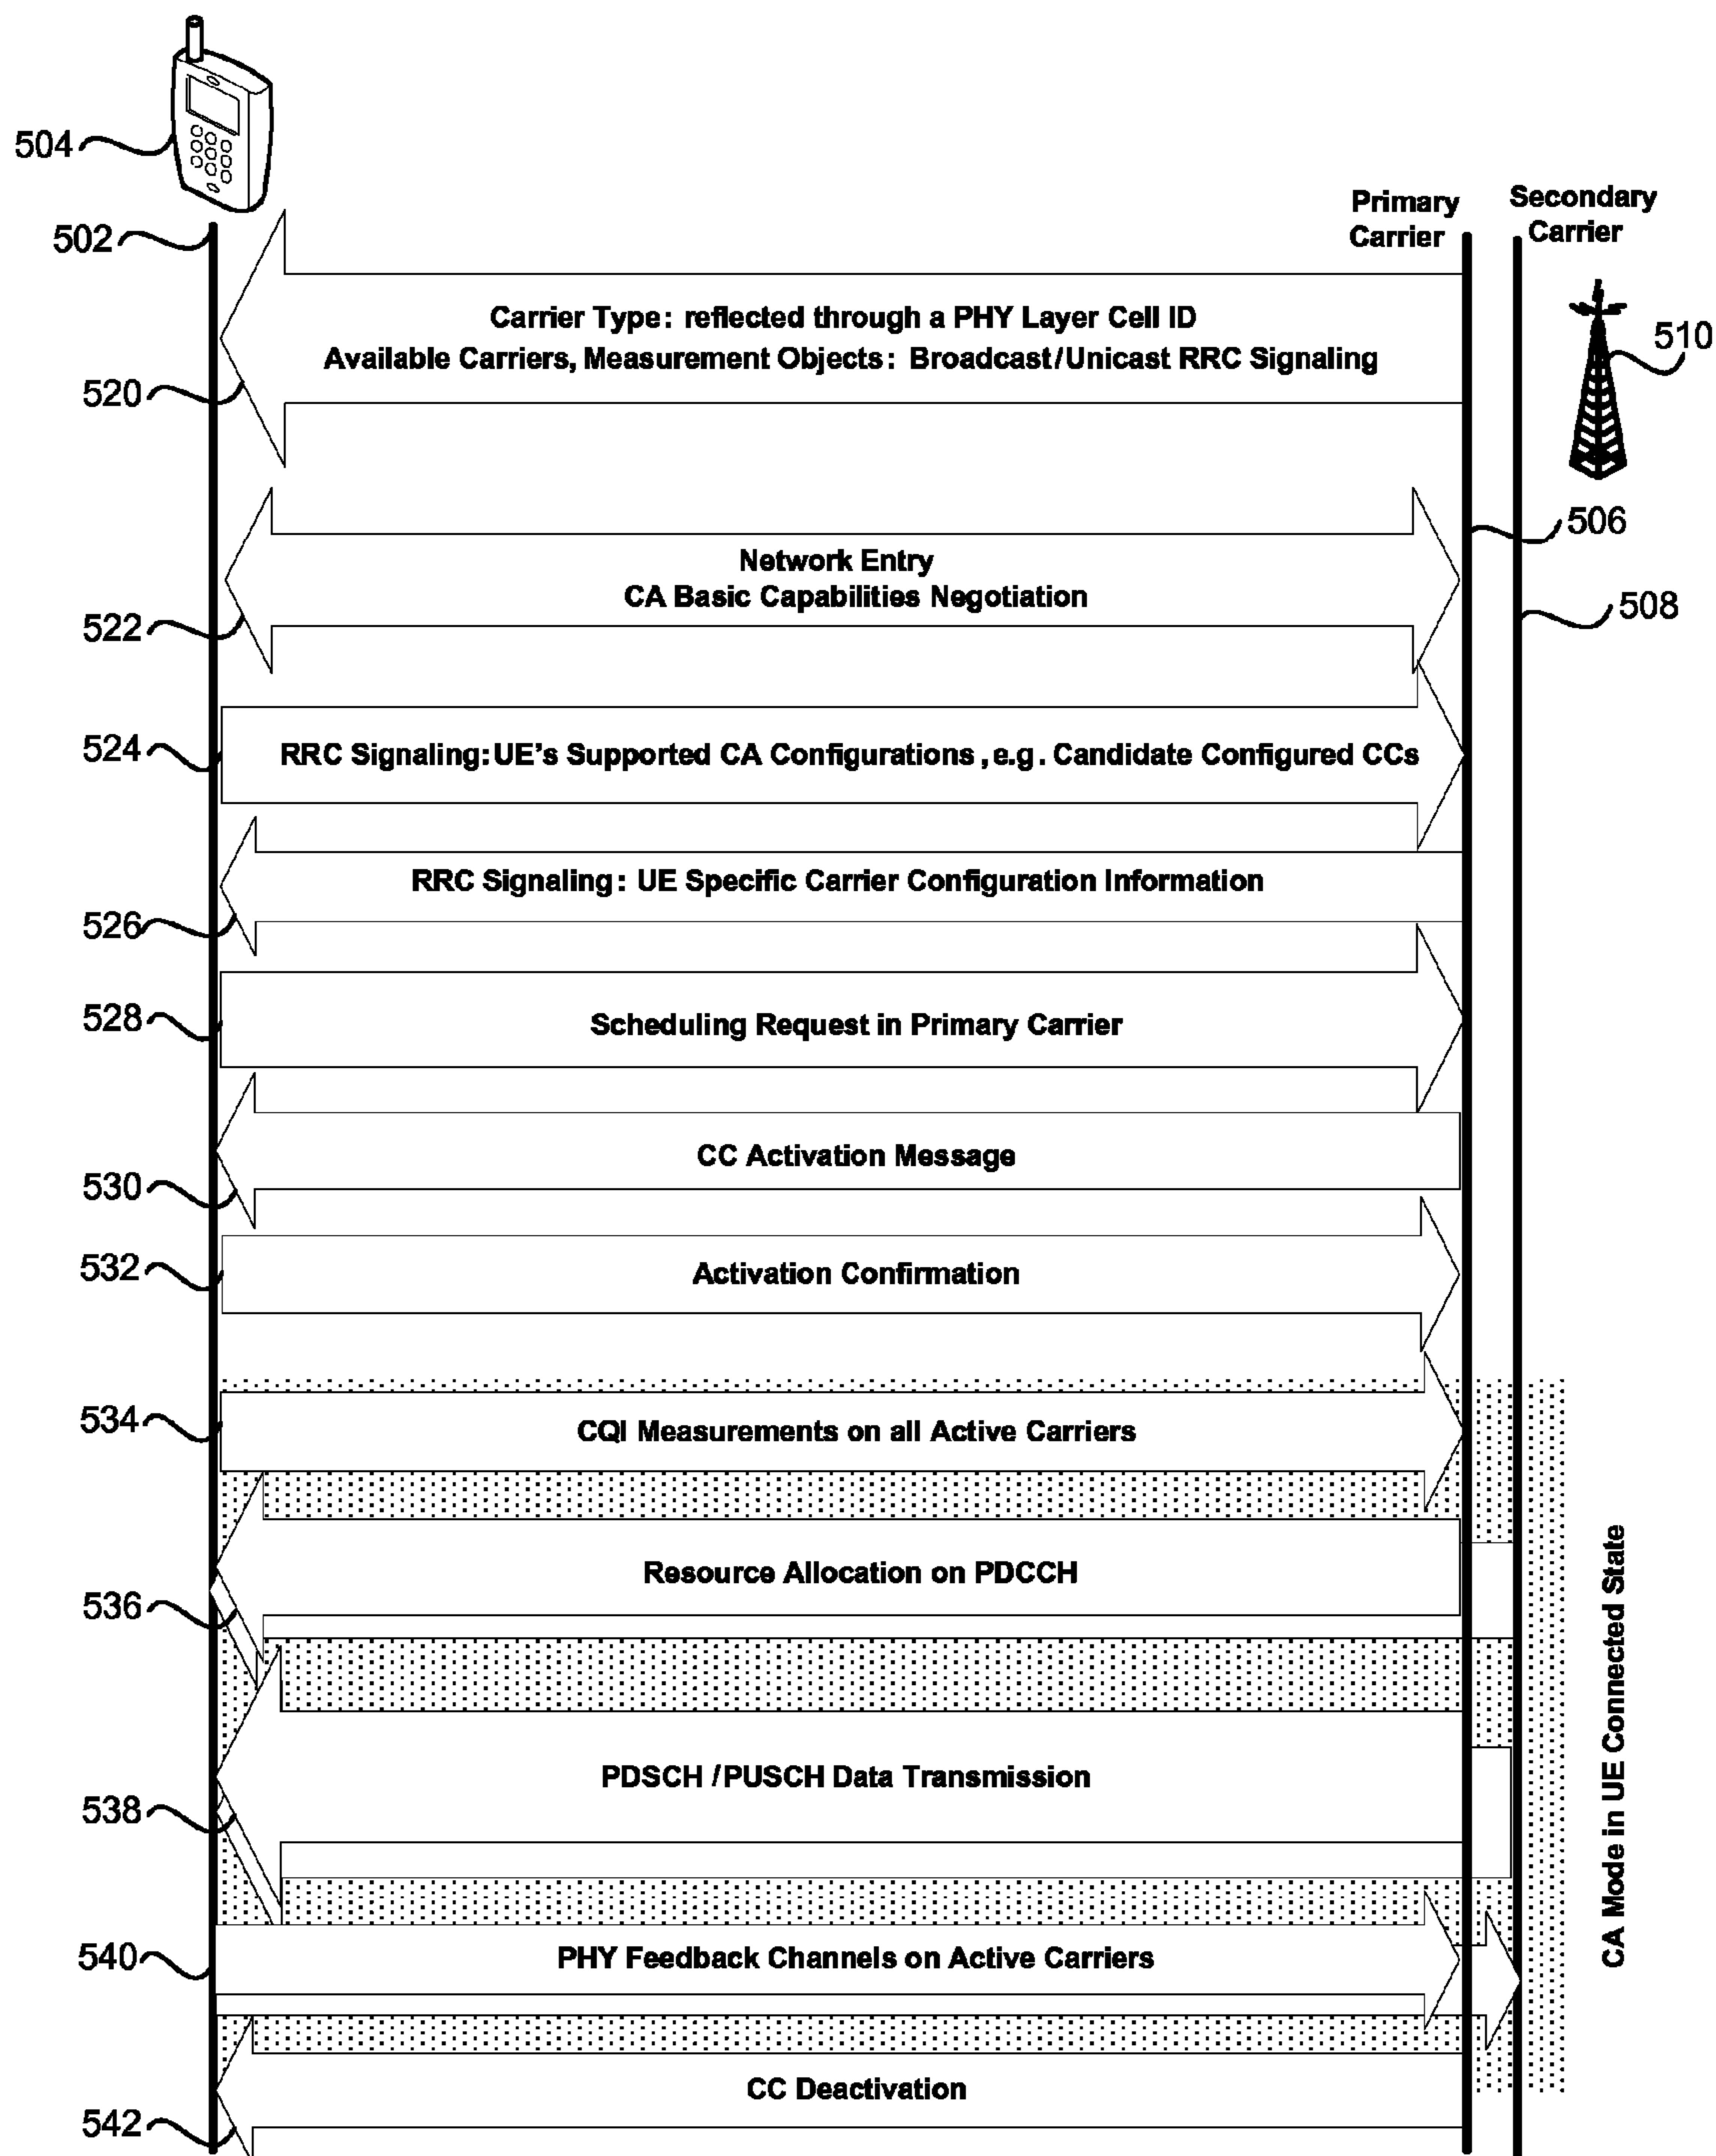 504
502
Primary
Carrier
Secondary
Carrier
510
Carrier Type: reflected through a PHY Layer Cell ID
Available Carriers, Measurement Objects: Broadcast/Unicast RRC Signaling
520
506
Network Entry
CA Basic Capabilities Negotiation
522
508
524
RRC Signaling: UE's Supported CA Configurations, e.g. Candidate Configured CCs
RRC Signaling: UE Specific Carrier Configuration Information
526
528
Scheduling Request in Primary Carrier
CC Activation Message
530
532
Activation Confirmation
534
CQI Measurements on all Active Carriers
Resource Allocation on PDCCH
536
PDSCH /PUSCH Data Transmission
538
CA Mode in UE Connected State
540
PHY Feedback Channels on Active Carriers
CC Deactivation
542